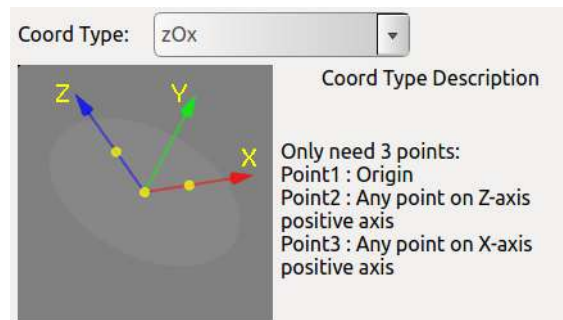 Coord Type: zOx
Coord Type Description
Z Y
X
Only need 3 points:
Point1 : Origin
Point2 : Any point on Z-axis
positive axis
Point3 : Any point on X-axis
positive axis